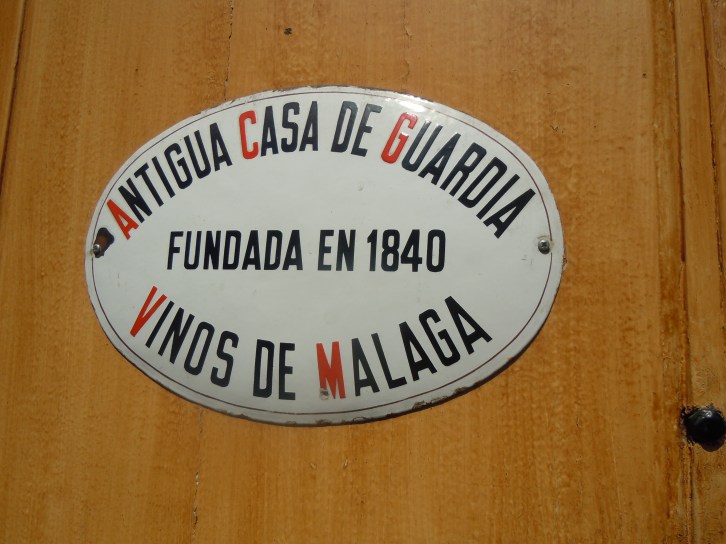 ANTIGUA CASA DE GUARDIA
FUNDADA EN 1840
VINOS DE MALAGA